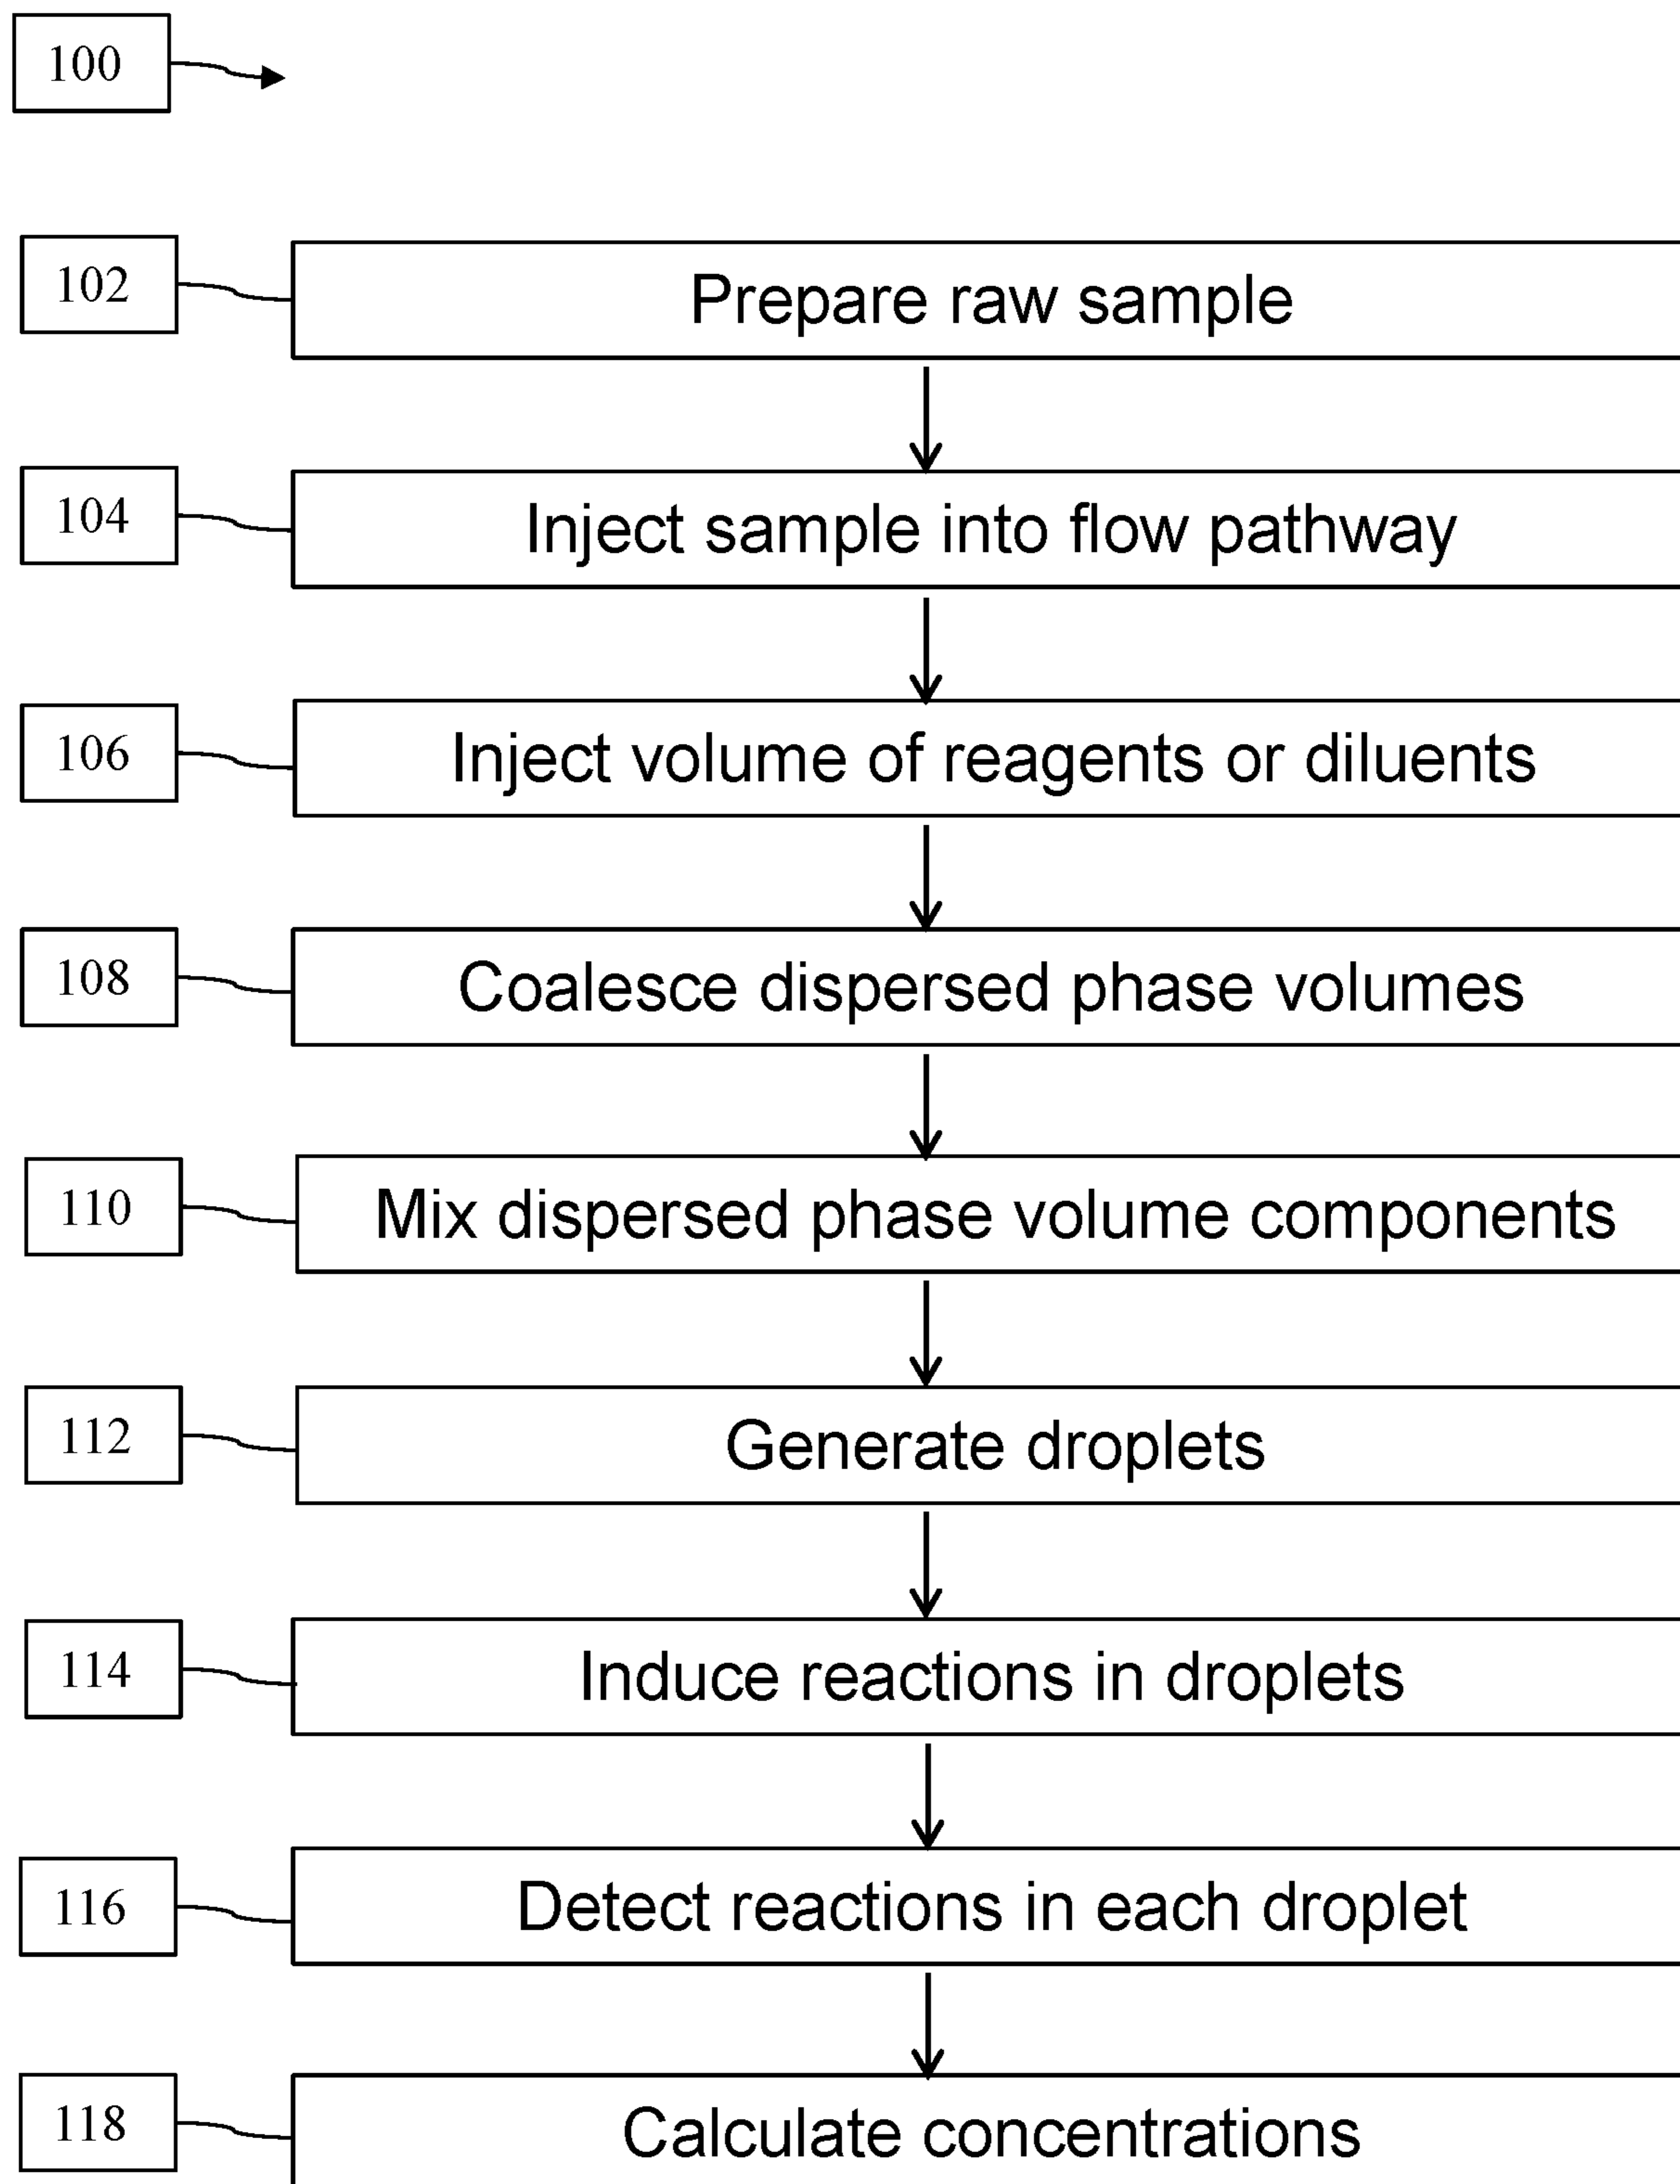 100
102
Prepare raw sample
104
Inject sample into flow pathway
106
Inject volume of reagents or diluents
108
Coalesce dispersed phase volumes
110
Mix dispersed phase volume components
112
Generate droplets
114
Induce reactions in droplets
116
Detect reactions in each droplet
118
Calculate concentrations